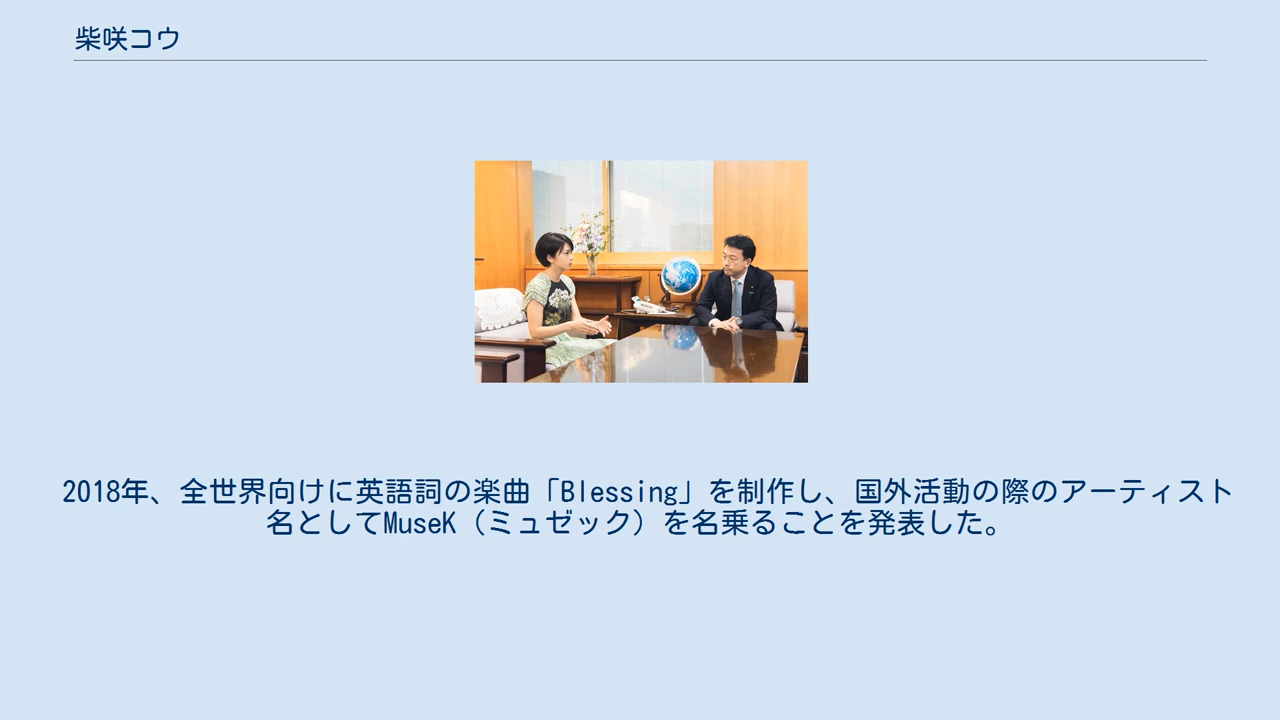 柴咲コウ
2018年、全世界向けに英語詞の楽曲「Blessing」を制作し、国外活動の際のアーティスト
名としてMuseK（ミュゼック）を名乗ることを発表した。